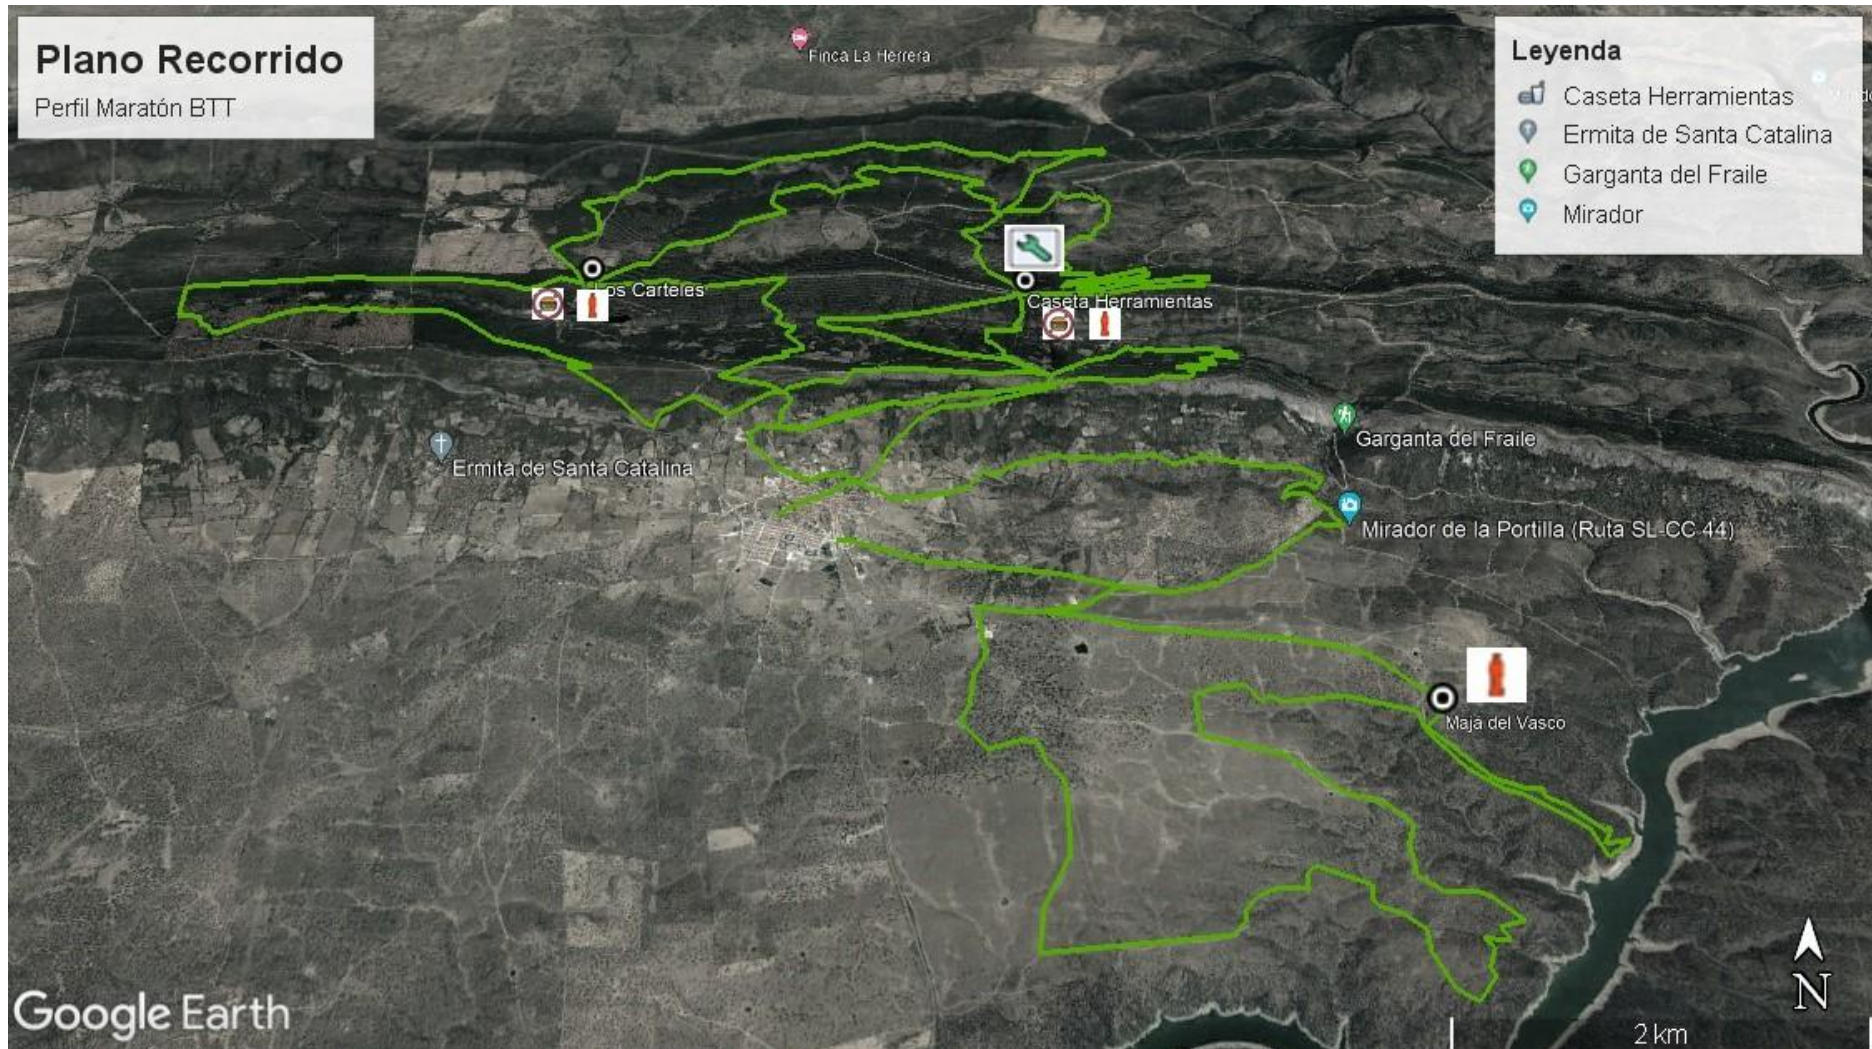 Plano Recorrido
Perfil Maratón BTT
Finca La Herrera
Leyenda
Caseta Herramientas
Ermita de Santa Catalina
Garganta del Fraile
Mirador
Los Carteles
Caseta Herramientas
Garganta del Fraile
Ermita de Santa Catalina
Mirador de la Portilla (Ruta SL-CC 44)
Maja del Vasco
N
Google Earth
2 km